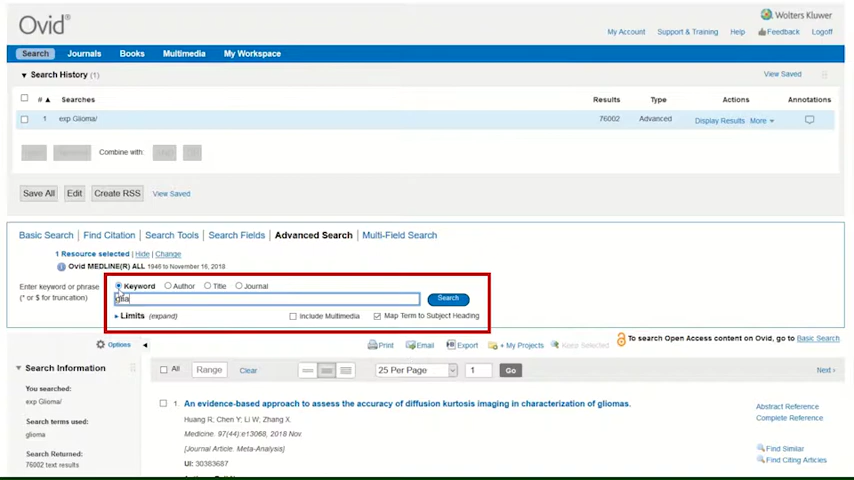 Ovid®
Wolters Kluwer
My Account Support & Training Help Feedback Logoff
Search Journals Books Multimedia My Workspace
▼ Search History (1) View Saved
# ▲ Searches Results Type Actions Annotations
1 exp Glioma/ 76002 Advanced Display Results More ▾
Combine with:
Save All Edit Create RSS View Saved
Basic Search | Find Citation | Search Tools | Search Fields | Advanced Search | Multi-Field Search
1 Resource selected | Hide | Change
Ovid MEDLINE(R) ALL 1946 to November 16, 2018
Enter keyword or phrase
(* or $ for truncation)
Keyword Author Title Journal
Search
▸ Limits (expand) Include Multimedia Map Term to Subject Heading
Options Print Email Export + My Projects Keep Selected
To search Open Access content on Ovid, go to Basic Search
▼ Search Information
You searched:
exp Glioma/
Search terms used:
glioma
Search Returned:
76002 text results
All Range Clear 25 Per Page 1 Go Next ›
1. An evidence-based approach to assess the accuracy of diffusion kurtosis imaging in characterization of gliomas.
Huang R; Chen Y; Li W; Zhang X.
Medicine. 97(44):e13068, 2018 Nov
[Journal Article. Meta-Analysis]
UI: 30383687
Abstract Reference
Complete Reference
Find Similar
Find Citing Articles